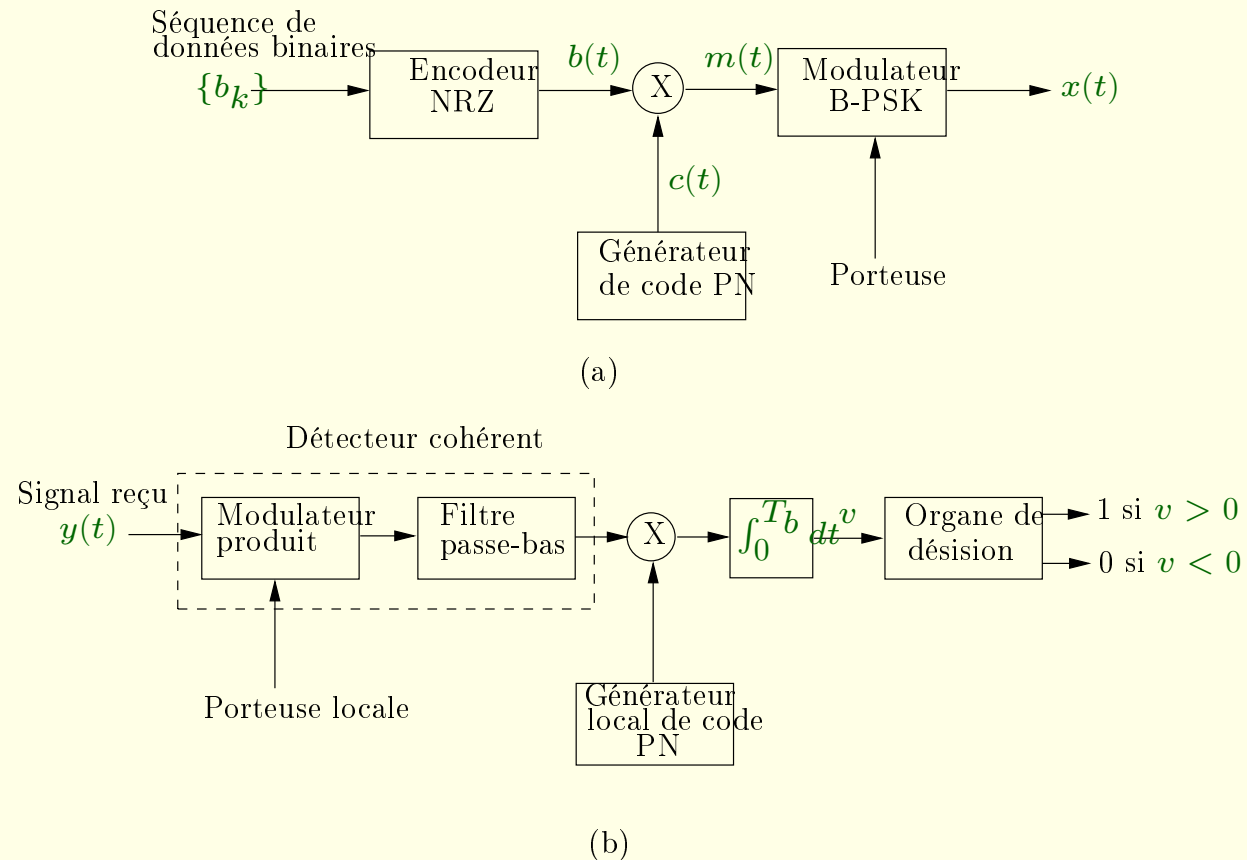 Séquence de
données binaires
{b_k}
Encodeur
NRZ
b(t)
X
m(t)
Modulateur
B-PSK
x(t)
c(t)
Générateur
de code PN
Porteuse
(a)
Détecteur cohérent
Signal reçu
y(t)
Modulateur
produit
Filtre
passe-bas
X
∫_0^{T_b} dt
v
Organe de
désision
1 si v > 0
0 si v < 0
Porteuse locale
Générateur
local de code
PN
(b)